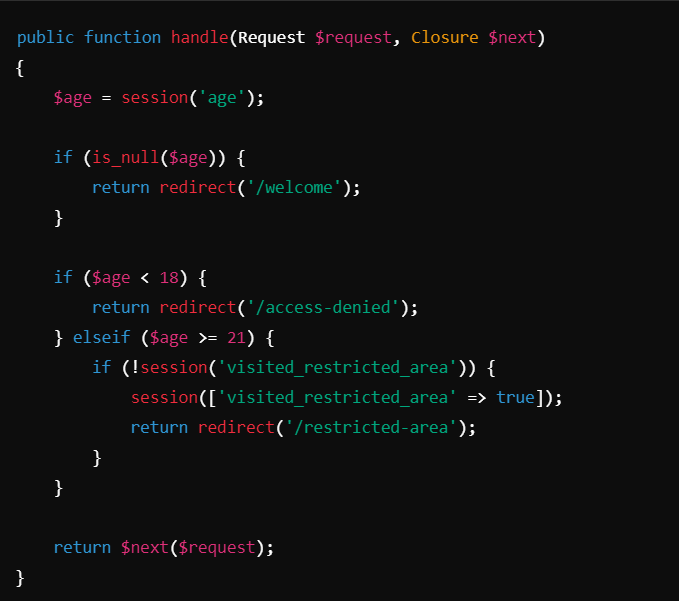 public function handle(Request $request, Closure $next)
{
    $age = session('age');

    if (is_null($age)) {
        return redirect('/welcome');
    }

    if ($age < 18) {
        return redirect('/access-denied');
    } elseif ($age >= 21) {
        if (!session('visited_restricted_area')) {
            session(['visited_restricted_area' => true]);
            return redirect('/restricted-area');
        }
    }

    return $next($request);
}